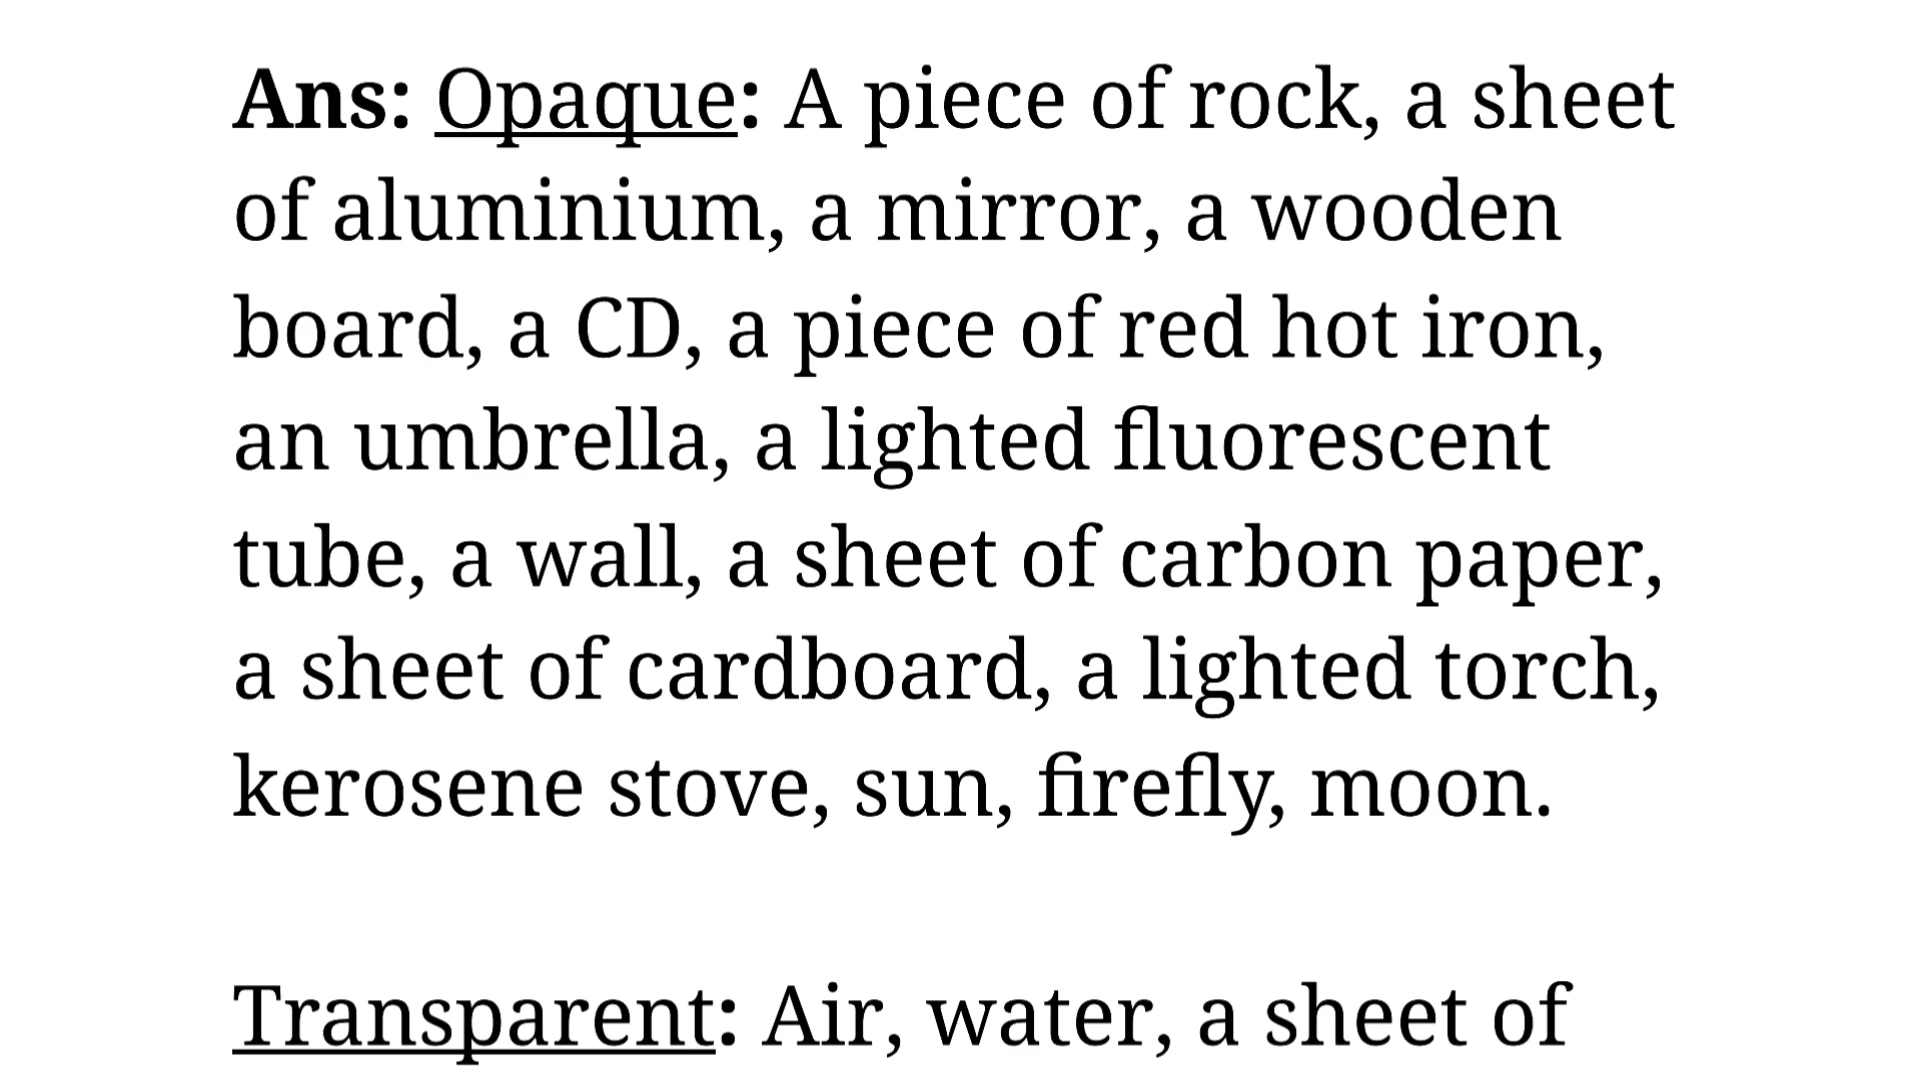 Ans: Opaque: A piece of rock, a sheet
of aluminium, a mirror, a wooden
board, a CD, a piece of red hot iron,
an umbrella, a lighted fluorescent
tube, a wall, a sheet of carbon paper,
a sheet of cardboard, a lighted torch,
kerosene stove, sun, firefly, moon.
Transparent: Air, water, a sheet of